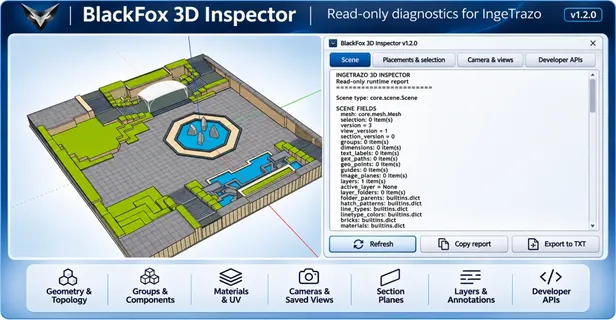 BlackFox 3D Inspector
Read-only diagnostics for IngeTrazo
v1.2.0
BlackFox 3D Inspector v1.2.0
Scene
Placements & selection
Camera & views
Developer APIs
INGETRAZO 3D INSPECTOR
Read-only runtime report
========================
Scene type: core.scene.Scene
SCENE FIELDS
mesh: core.mesh.Mesh
selection: 0 item(s)
version = 3
view_version = 1
section_version = 0
groups: 0 item(s)
dimensions: 0 item(s)
text_labels: 0 item(s)
gex_paths: 0 item(s)
geo_points: 0 item(s)
guides: 0 item(s)
image_planes: 0 item(s)
layers: 1 item(s)
active_layer = None
layer_folders: 0 item(s)
folder_parents: builtins.dict
hatch_patterns: builtins.dict
line_types: builtins.dict
linetype_colors: builtins.dict
bricks: builtins.dict
materials: builtins.dict
Refresh
Copy report
Export to TXT
Geometry &
Topology
Groups &
Components
Materials
& UV
Cameras &
Saved Views
Section
Planes
Layers &
Annotations
Developer
APIs